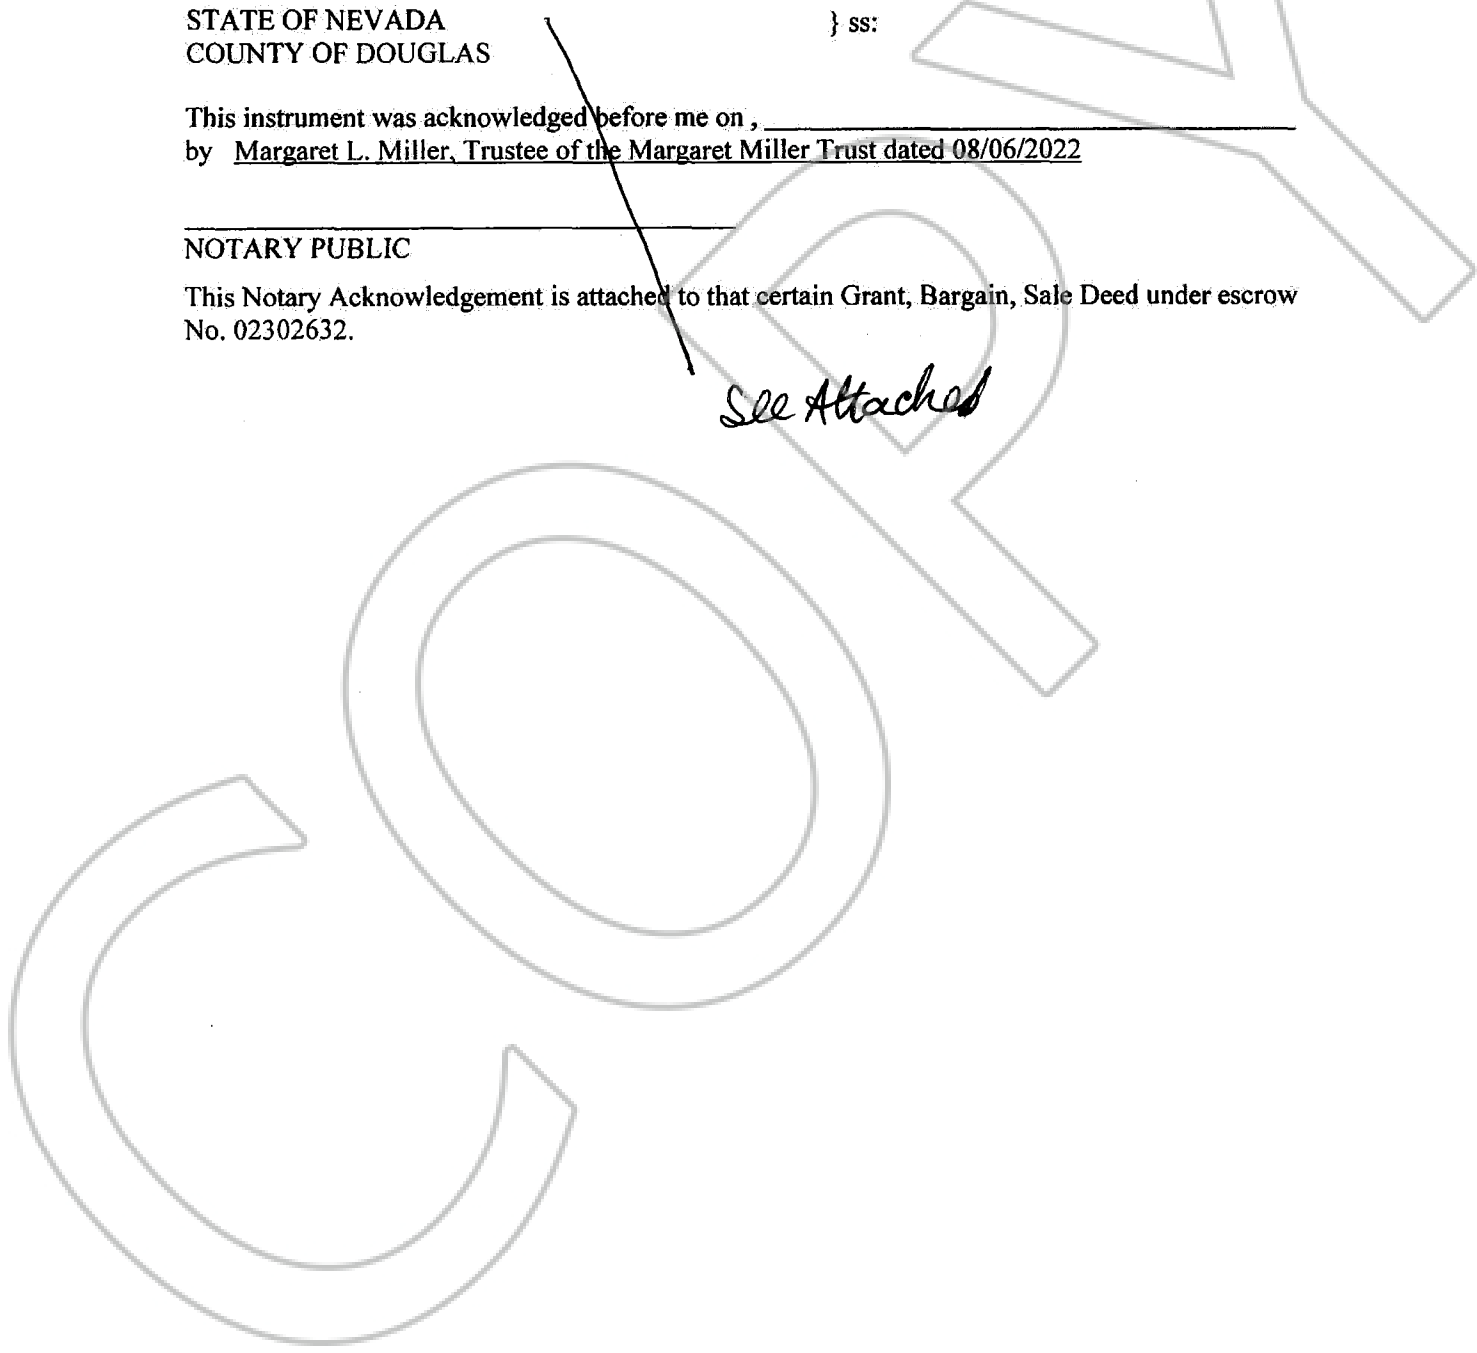 STATE OF NEVADA } ss:
COUNTY OF DOUGLAS
This instrument was acknowledged before me on ,
by Margaret L. Miller, Trustee of the Margaret Miller Trust dated 08/06/2022
NOTARY PUBLIC
This Notary Acknowledgement is attached to that certain Grant, Bargain, Sale Deed under escrow
No. 02302632.
See Attached
COPY